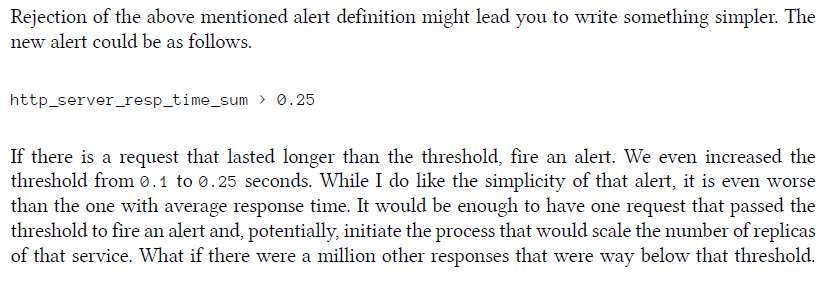 Rejection of the above mentioned alert definition might lead you to write something simpler. The
new alert could be as follows.
http_server_resp_time_sum > 0.25
If there is a request that lasted longer than the threshold, fire an alert. We even increased the
threshold from 0.1 to 0.25 seconds. While I do like the simplicity of that alert, it is even worse
than the one with average response time. It would be enough to have one request that passed the
threshold to fire an alert and, potentially, initiate the process that would scale the number of replicas
of that service. What if there were a million other responses that were way below that threshold.